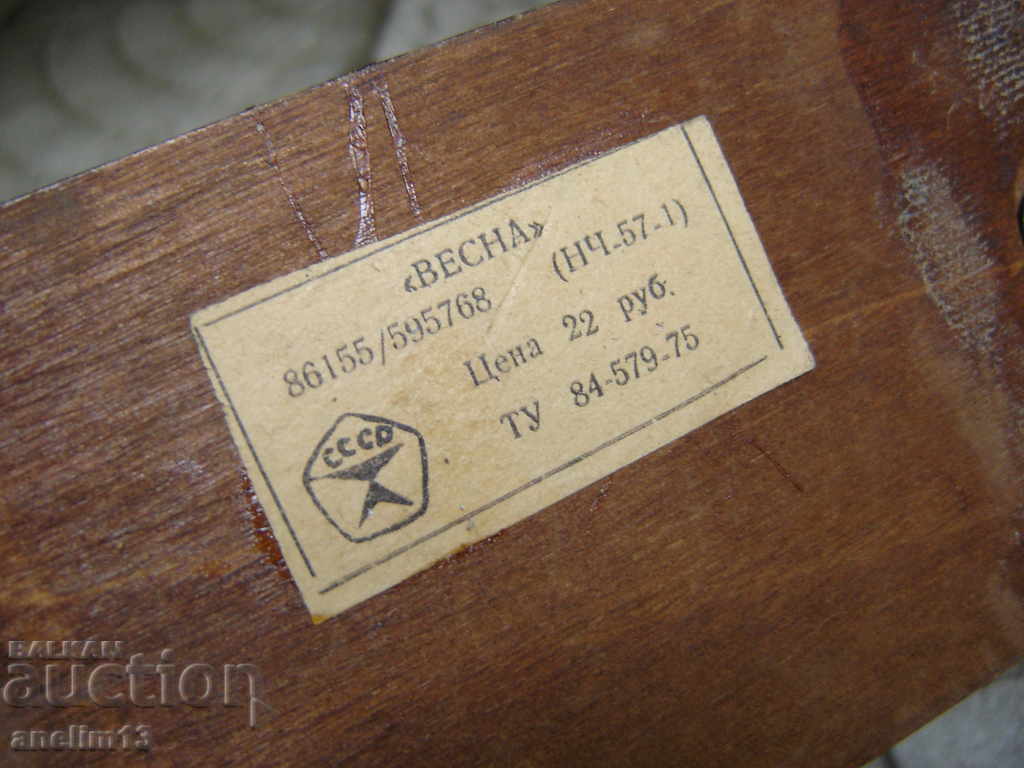 «ВЕСНА»
86155/595768 (НЧ-57-1)
Цена 22 руб.
ТУ 84-579-75
СССР
BALKAN
auction
anelim13